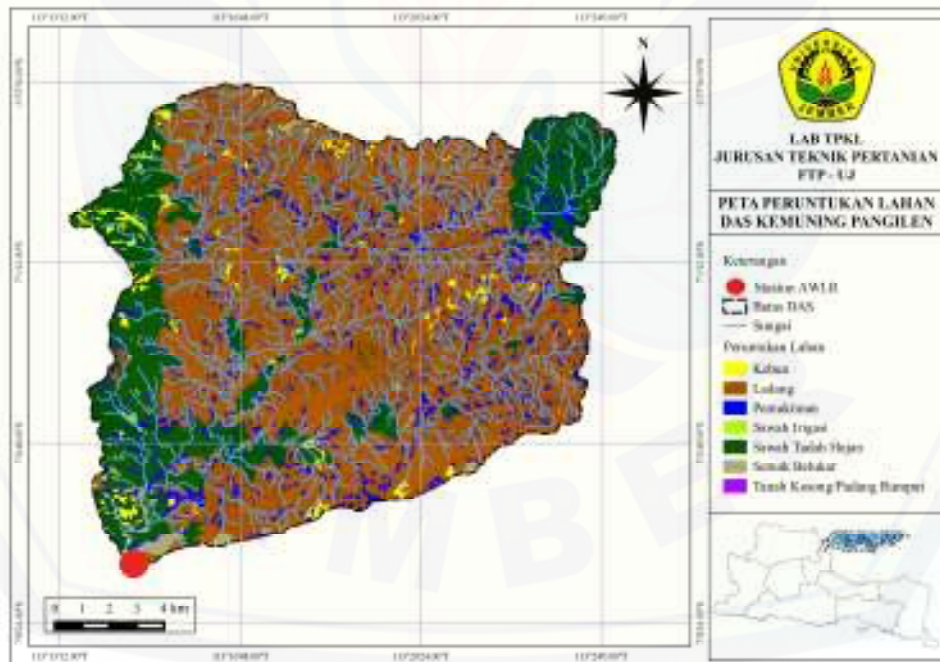 N
UNIVERSITAS
JEMBER
LAB TPKL
JURUSAN TEKNIK PERTANIAN
FTP - UJ
PETA PERUNTUKAN LAHAN
DAS KEMUNING PANGILEN
Keterangan
Stasiun AWLR
Batas DAS
Sungai
Peruntukan Lahan
Kebun
Ladang
Pemukiman
Sawah Irigasi
Sawah Tadah Hujan
Semak Belukar
Tanah Kosong/Padang Rumput
0 1 2 3 4 km